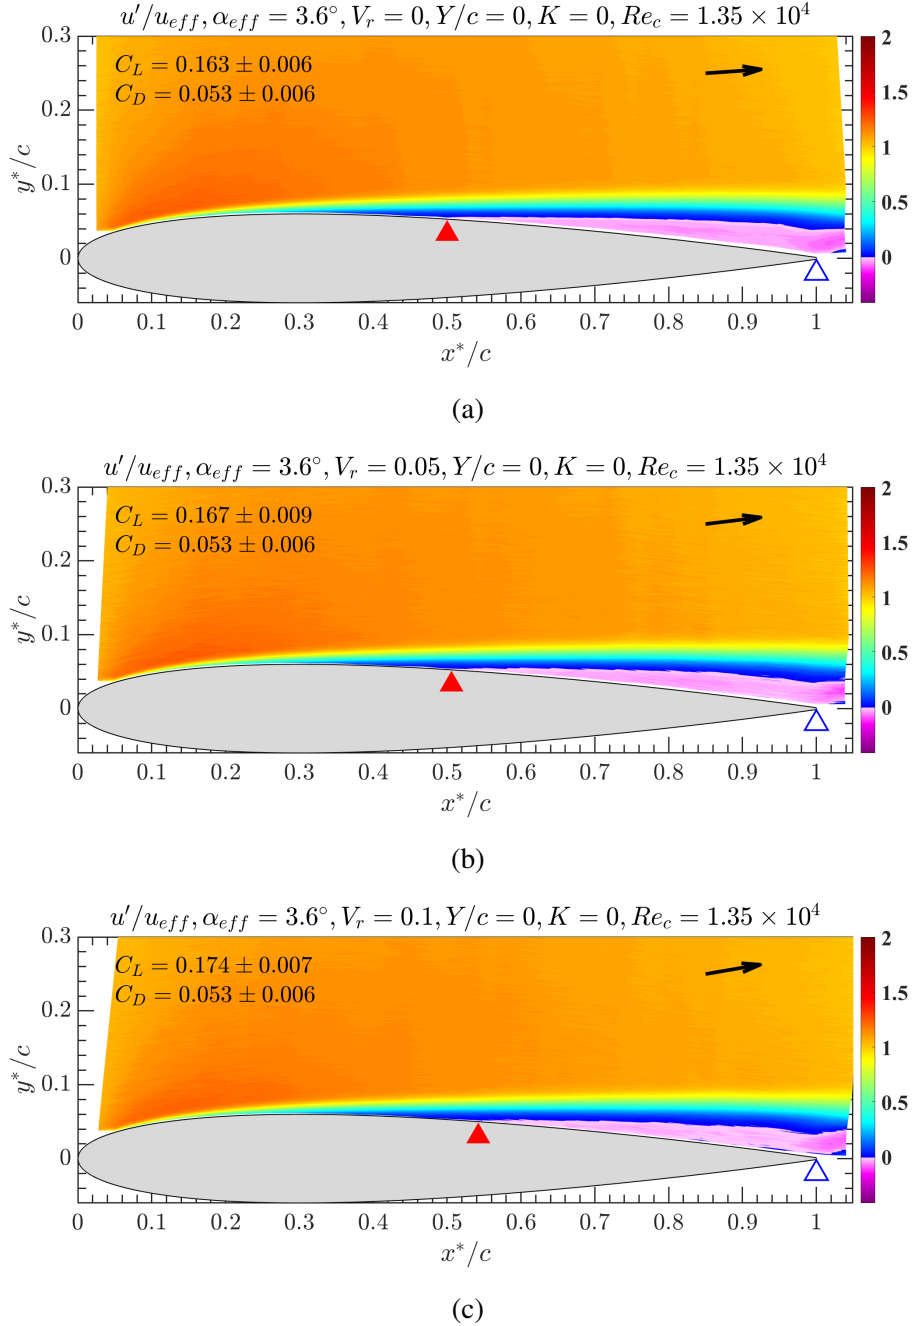 u′/u_eff, α_eff = 3.6°, V_r = 0, Y/c = 0, K = 0, Re_c = 1.35 × 10⁴
C_L = 0.163 ± 0.006
C_D = 0.053 ± 0.006
y*/c
0.3
0.2
0.1
0
0 0.1 0.2 0.3 0.4 0.5 0.6 0.7 0.8 0.9 1
x*/c
2
1.5
1
0.5
0
(a)
u′/u_eff, α_eff = 3.6°, V_r = 0.05, Y/c = 0, K = 0, Re_c = 1.35 × 10⁴
C_L = 0.167 ± 0.009
C_D = 0.053 ± 0.006
y*/c
0.3
0.2
0.1
0
0 0.1 0.2 0.3 0.4 0.5 0.6 0.7 0.8 0.9 1
x*/c
2
1.5
1
0.5
0
(b)
u′/u_eff, α_eff = 3.6°, V_r = 0.1, Y/c = 0, K = 0, Re_c = 1.35 × 10⁴
C_L = 0.174 ± 0.007
C_D = 0.053 ± 0.006
y*/c
0.3
0.2
0.1
0
0 0.1 0.2 0.3 0.4 0.5 0.6 0.7 0.8 0.9 1
x*/c
2
1.5
1
0.5
0
(c)